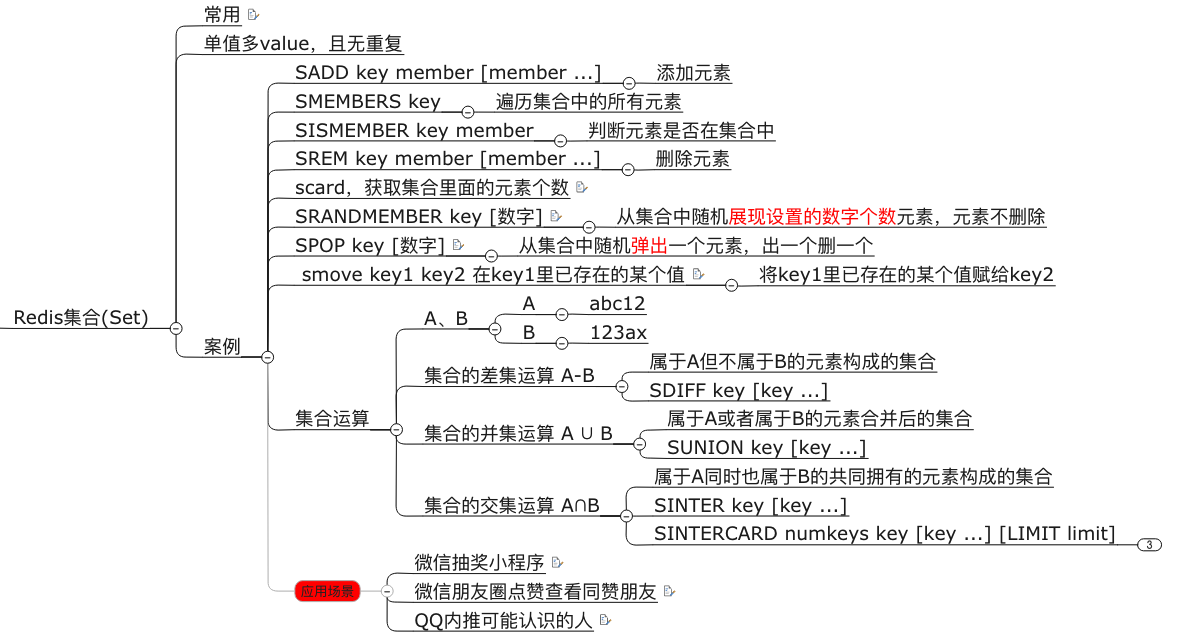 Redis集合(Set)
常用
单值多value，且无重复
案例
SADD key member [member ...]
添加元素
SMEMBERS key
遍历集合中的所有元素
SISMEMBER key member
判断元素是否在集合中
SREM key member [member ...]
删除元素
scard，获取集合里面的元素个数
SRANDMEMBER key [数字]
从集合中随机展现设置的数字个数元素，元素不删除
SPOP key [数字]
从集合中随机弹出一个元素，出一个删一个
smove key1 key2 在key1里已存在的某个值
将key1里已存在的某个值赋给key2
集合运算
A、B
A
abc12
B
123ax
集合的差集运算 A-B
属于A但不属于B的元素构成的集合
SDIFF key [key ...]
集合的并集运算 A ∪ B
属于A或者属于B的元素合并后的集合
SUNION key [key ...]
集合的交集运算 A∩B
属于A同时也属于B的共同拥有的元素构成的集合
SINTER key [key ...]
SINTERCARD numkeys key [key ...] [LIMIT limit]
3
应用场景
微信抽奖小程序
微信朋友圈点赞查看同赞朋友
QQ内推可能认识的人